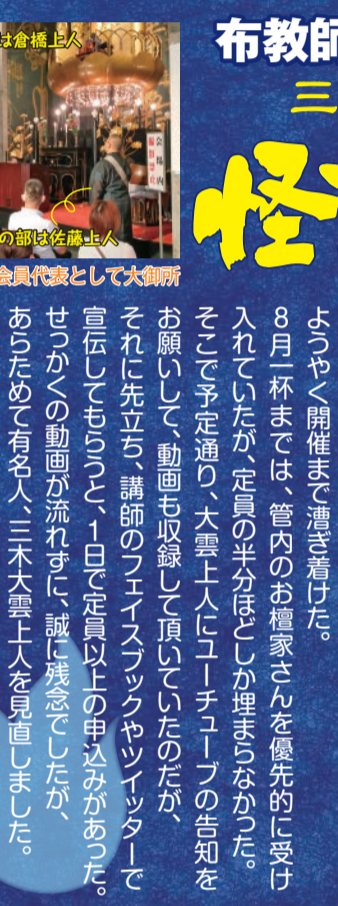 布教師
三
怪
は倉橋上人
会場内
の部は佐藤上人
会員代表として大御所
ようやく開催まで漕ぎ着けた。
8月一杯までは、管内のお檀家さんを優先的に受け
入れていたが、定員の半分ほどしか埋まらなかった。
そこで予定通り、大雲上人にユーチューブの告知を
お願いして、動画も収録して頂いていたのだが、
それに先立ち、講師のフェイスブックやツイッターで
宣伝してもらうと、1日で定員以上の申込みがあった。
せっかくの動画が流れずに、誠に残念でしたが、
あらためて有名人、三木大雲上人を見直しました。